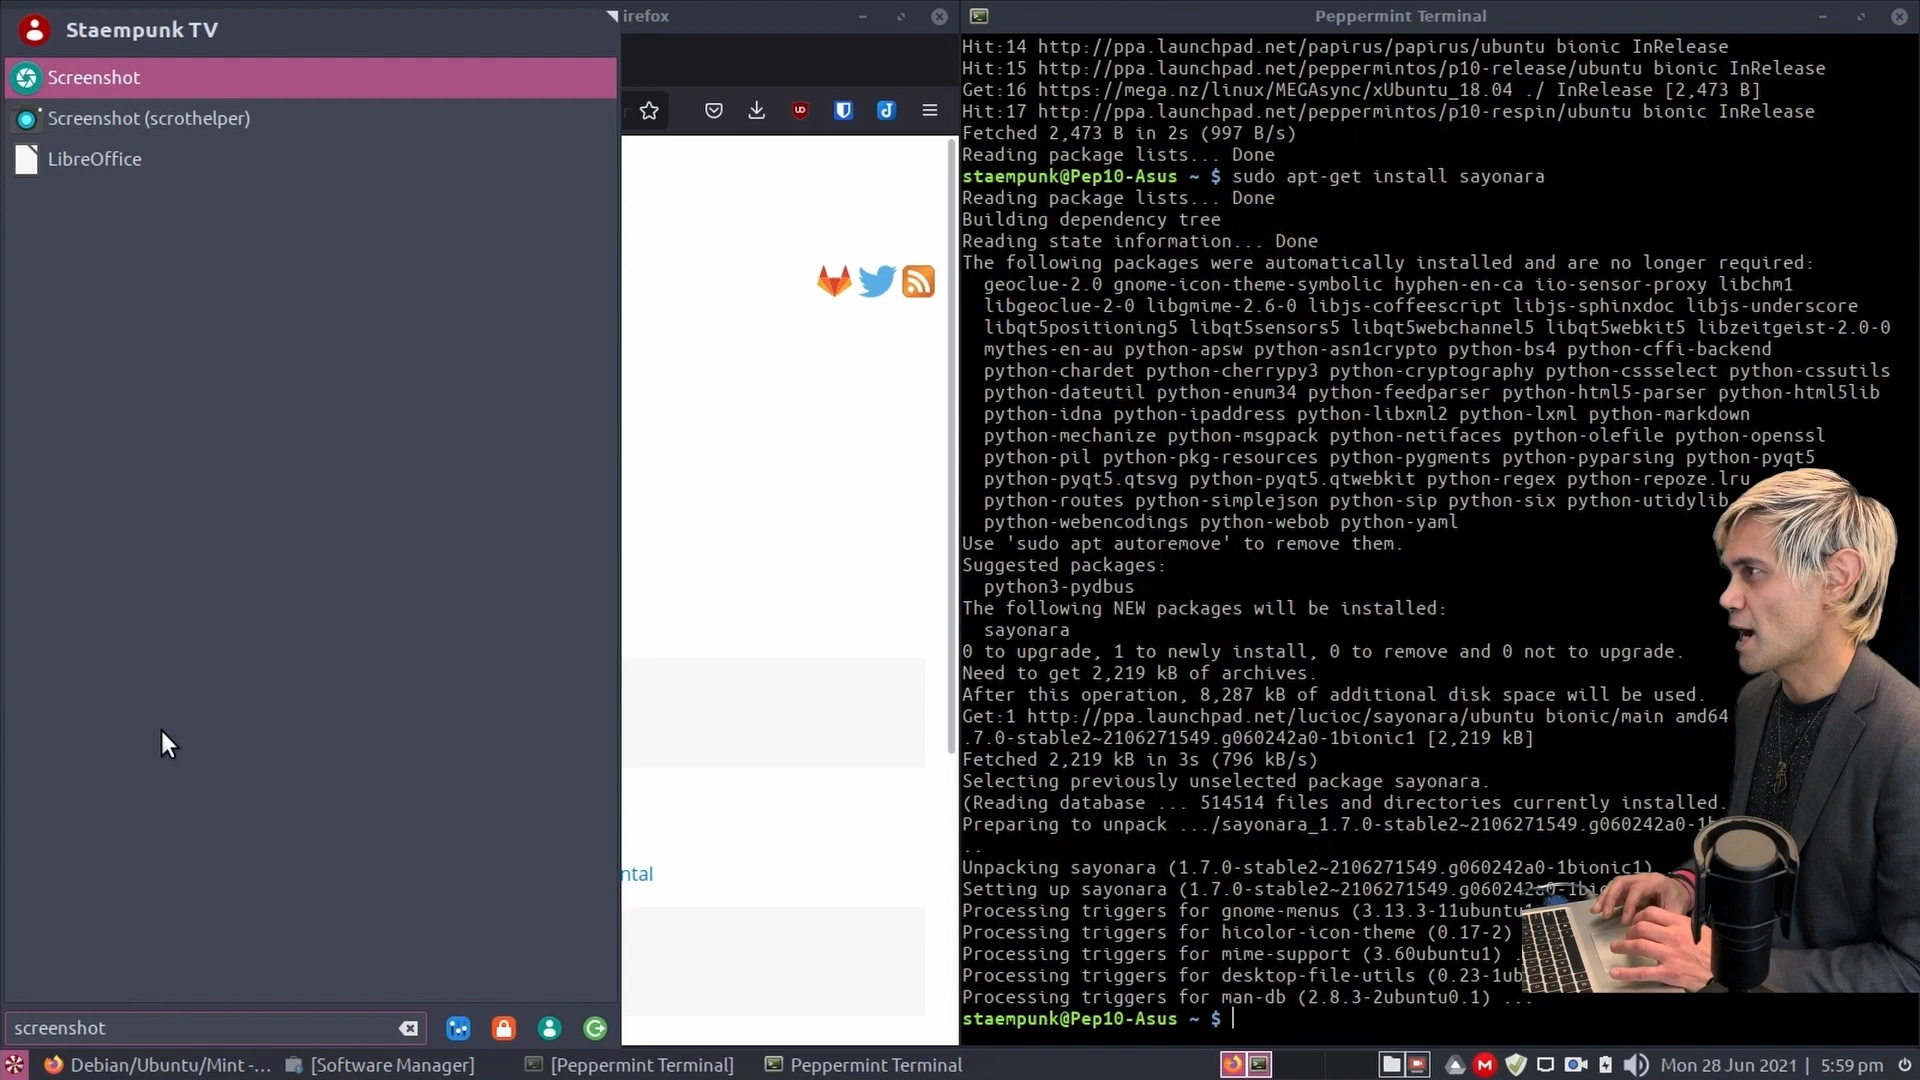 Staempunk TV
Screenshot
Screenshot (scrothelper)
LibreOffice
irefox
ntal
screenshot
Peppermint Terminal
Hit:14 http://ppa.launchpad.net/papirus/papirus/ubuntu bionic InRelease
Hit:15 http://ppa.launchpad.net/peppermintos/p10-release/ubuntu bionic InRelease
Get:16 https://mega.nz/linux/MEGAsync/xUbuntu_18.04 ./ InRelease [2,473 B]
Hit:17 http://ppa.launchpad.net/peppermintos/p10-respin/ubuntu bionic InRelease
Fetched 2,473 B in 2s (997 B/s)
Reading package lists... Done
staempunk@Pep10-Asus ~ $ sudo apt-get install sayonara
Reading package lists... Done
Building dependency tree
Reading state information... Done
The following packages were automatically installed and are no longer required:
geoclue-2.0 gnome-icon-theme-symbolic hyphen-en-ca iio-sensor-proxy libchm1
libgeoclue-2-0 libgmime-2.6-0 libjs-coffeescript libjs-sphinxdoc libjs-underscore
libqt5positioning5 libqt5sensors5 libqt5webchannel5 libqt5webkit5 libzeitgeist-2.0-0
mythes-en-au python-apsw python-asn1crypto python-bs4 python-cffi-backend
python-chardet python-cherrypy3 python-cryptography python-cssselect python-cssutils
python-dateutil python-enum34 python-feedparser python-html5-parser python-html5lib
python-idna python-ipaddress python-libxml2 python-lxml python-markdown
python-mechanize python-msgpack python-netifaces python-olefile python-openssl
python-pil python-pkg-resources python-pygments python-pyparsing python-pyqt5
python-pyqt5.qtsvg python-pyqt5.qtwebkit python-regex python-repoze.lru
python-routes python-simplejson python-sip python-six python-utidylib
python-webencodings python-webob python-yaml
Use 'sudo apt autoremove' to remove them.
Suggested packages:
python3-pydbus
The following NEW packages will be installed:
sayonara
0 to upgrade, 1 to newly install, 0 to remove and 0 not to upgrade.
Need to get 2,219 kB of archives.
After this operation, 8,287 kB of additional disk space will be used.
Get:1 http://ppa.launchpad.net/lucioc/sayonara/ubuntu bionic/main amd64
.7.0-stable2~2106271549.g060242a0-1bionic1 [2,219 kB]
Fetched 2,219 kB in 3s (796 kB/s)
Selecting previously unselected package sayonara.
(Reading database ... 514514 files and directories currently installed.
Preparing to unpack .../sayonara_1.7.0-stable2~2106271549.g060242a0-1b
..
Unpacking sayonara (1.7.0-stable2~2106271549.g060242a0-1bionic1)
Setting up sayonara (1.7.0-stable2~2106271549.g060242a0-1bio
Processing triggers for gnome-menus (3.13.3-11ubuntu1
Processing triggers for hicolor-icon-theme (0.17-2)
Processing triggers for mime-support (3.60ubuntu1) .
Processing triggers for desktop-file-utils (0.23-1ub
Processing triggers for man-db (2.8.3-2ubuntu0.1) ...
staempunk@Pep10-Asus ~ $
Debian/Ubuntu/Mint -... [Software Manager] [Peppermint Terminal] Peppermint Terminal Mon 28 Jun 2021 5:59 pm